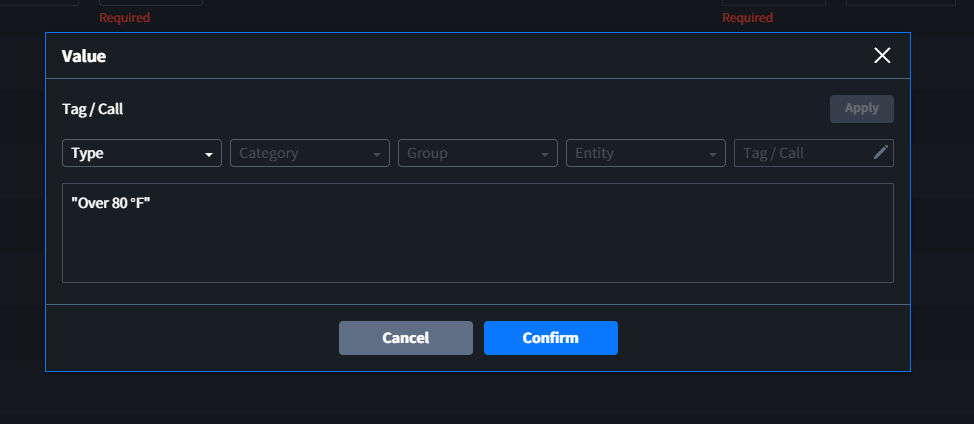 Required Required
Value
Tag / Call Apply
Type Category Group Entity Tag / Call
"Over 80 °F"
Cancel Confirm